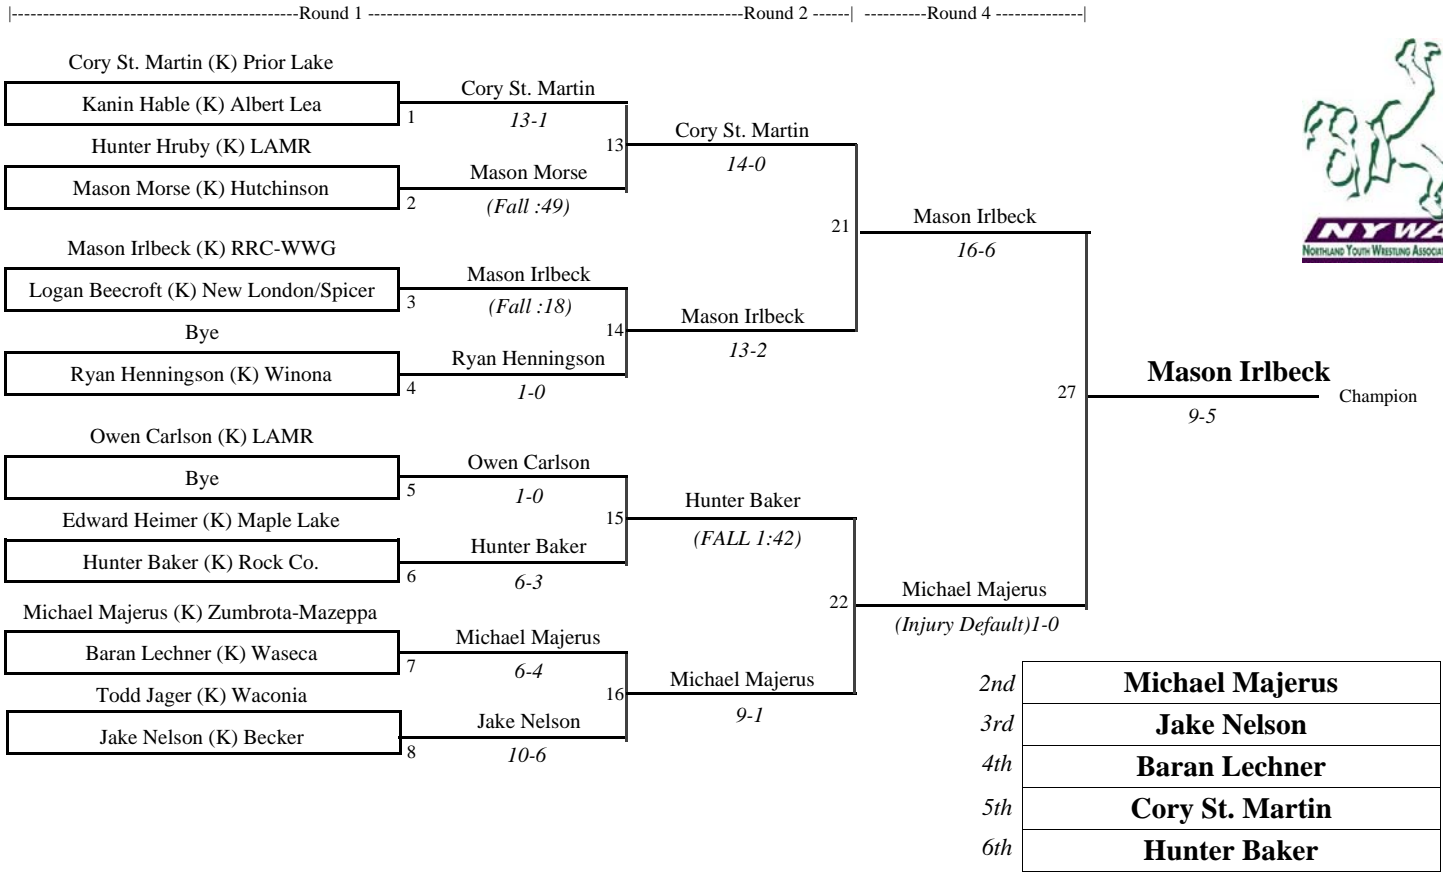 |----------------------------------------------Round 1 ------------------------------------------------------------Round 2 ------| ----------Round 4 --------------|
Cory St. Martin (K) Prior Lake
Kanin Hable (K) Albert Lea
1
Hunter Hruby (K) LAMR
Mason Morse (K) Hutchinson
2
Mason Irlbeck (K) RRC-WWG
Logan Beecroft (K) New London/Spicer
3
Bye
Ryan Henningson (K) Winona
4
Owen Carlson (K) LAMR
Bye
5
Edward Heimer (K) Maple Lake
Hunter Baker (K) Rock Co.
6
Michael Majerus (K) Zumbrota-Mazeppa
Baran Lechner (K) Waseca
7
Todd Jager (K) Waconia
Jake Nelson (K) Becker
8
Cory St. Martin
13-1
13
Mason Morse
(Fall :49)
Mason Irlbeck
(Fall :18)
14
Ryan Henningson
1-0
Owen Carlson
1-0
15
Hunter Baker
6-3
Michael Majerus
6-4
16
Jake Nelson
10-6
Cory St. Martin
14-0
21
Mason Irlbeck
13-2
Hunter Baker
(FALL 1:42)
22
Michael Majerus
9-1
Mason Irlbeck
16-6
27
Michael Majerus
(Injury Default)1-0
Mason Irlbeck
Champion
9-5
NYWA
Northland Youth Wrestling Associat
2nd Michael Majerus
3rd Jake Nelson
4th Baran Lechner
5th Cory St. Martin
6th Hunter Baker